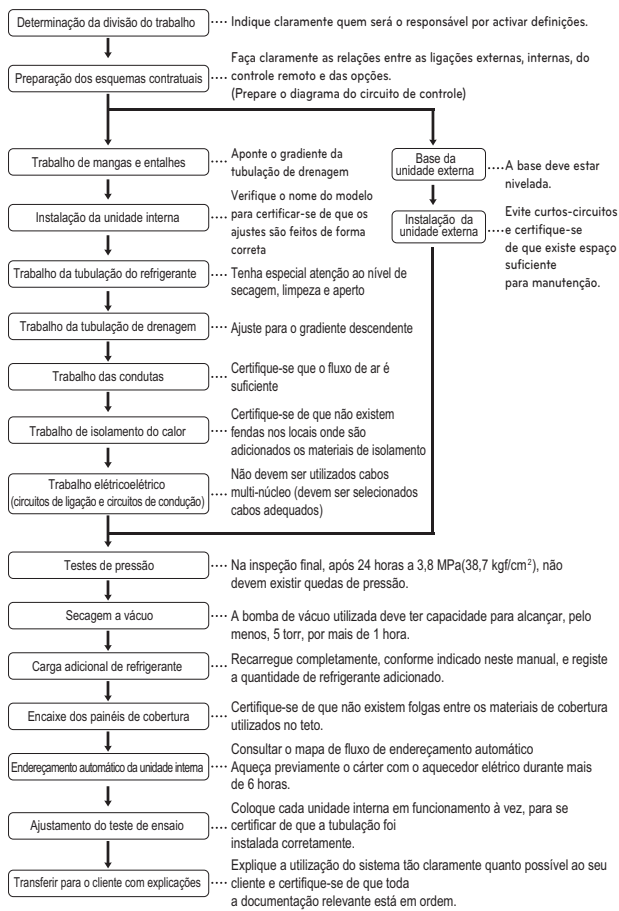 Determinação da divisão do trabalho
···· Indique claramente quem será o responsável por activar definições.
Preparação dos esquemas contratuais
Faça claramente as relações entre as ligações externas, internas, do
···· controle remoto e das opções.
(Prepare o diagrama do circuito de controle)
Trabalho de mangas e entalhes
···· Aponte o gradiente da
tubulação de drenagem
Instalação da unidade interna
Verifique o nome do modelo
···· para certificar-se de que os
ajustes são feitos de forma
correta
Base da
unidade externa
···· A base deve estar
nivelada.
Instalação da
unidade externa
Evite curtos-circuitos
···· e certifique-se
de que existe espaço
suficiente
para manutenção.
Trabalho da tubulação do refrigerante
···· Tenha especial atenção ao nível de
secagem, limpeza e aperto
Trabalho da tubulação de drenagem
···· Ajuste para o gradiente descendente
Trabalho das condutas
···· Certifique-se que o fluxo de ar é
suficiente
Trabalho de isolamento do calor
Certifique-se de que não existem
···· fendas nos locais onde são
adicionados os materiais de isolamento
Trabalho elétricoelétrico
(circuitos de ligação e circuitos de condução)
Não devem ser utilizados cabos
···· multi-núcleo (devem ser selecionados
cabos adequados)
Testes de pressão
···· Na inspeção final, após 24 horas a 3,8 MPa(38,7 kgf/cm²), não
devem existir quedas de pressão.
Secagem a vácuo
···· A bomba de vácuo utilizada deve ter capacidade para alcançar, pelo
menos, 5 torr, por mais de 1 hora.
Carga adicional de refrigerante
···· Recarregue completamente, conforme indicado neste manual, e registe
a quantidade de refrigerante adicionado.
Encaixe dos painéis de cobertura
···· Certifique-se de que não existem folgas entre os materiais de cobertura
utilizados no teto.
Endereçamento automático da unidade interna
Consultar o mapa de fluxo de endereçamento automático
···· Aqueça previamente o cárter com o aquecedor elétrico durante mais
de 6 horas.
Ajustamento do teste de ensaio
Coloque cada unidade interna em funcionamento à vez, para se
···· certificar de que a tubulação foi
instalada corretamente.
Transferir para o cliente com explicações
Explique a utilização do sistema tão claramente quanto possível ao seu
···· cliente e certifique-se de que toda
a documentação relevante está em ordem.